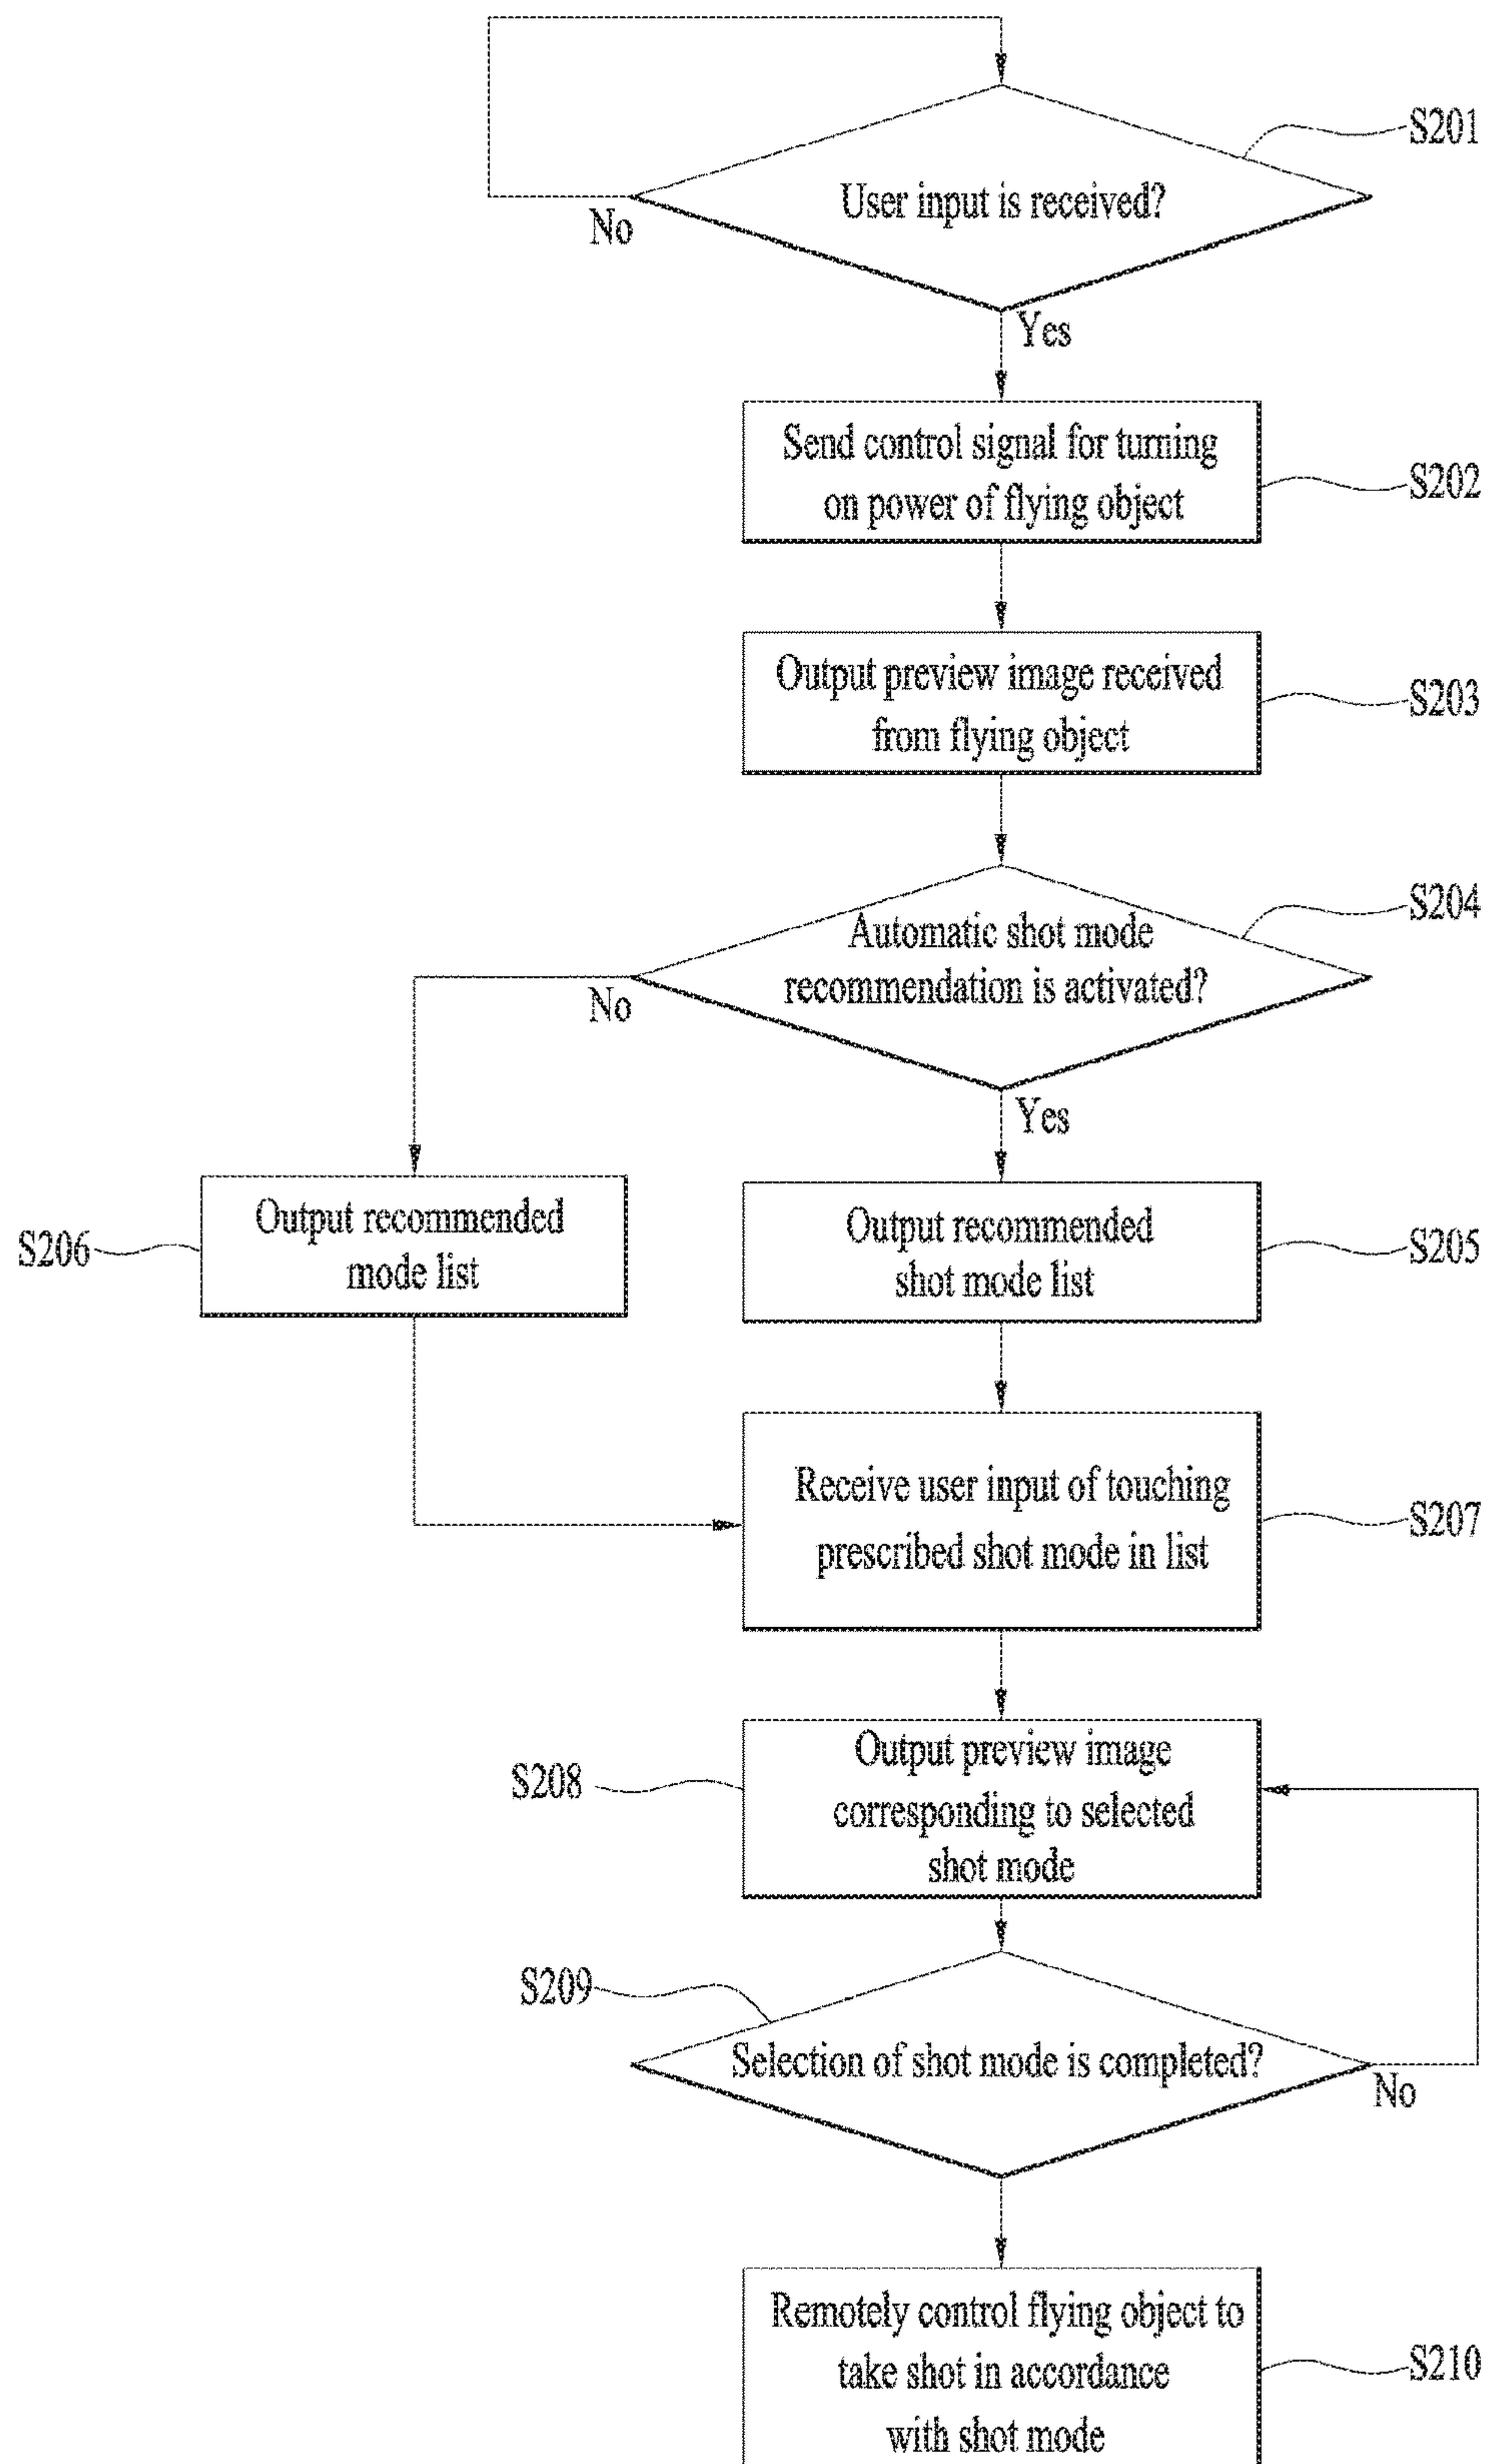 S201
User input is received?
No
Yes
Send control signal for turning
on power of flying object
S202
Output preview image received
from flying object
S203
S204
Automatic shot mode
recommendation is activated?
No
Yes
S206
Output recommended
mode list
Output recommended
shot mode list
S205
Receive user input of touching
prescribed shot mode in list
S207
S208
Output preview image
corresponding to selected
shot mode
S209
Selection of shot mode is completed?
No
Remotely control flying object to
take shot in accordance
with shot mode
S210